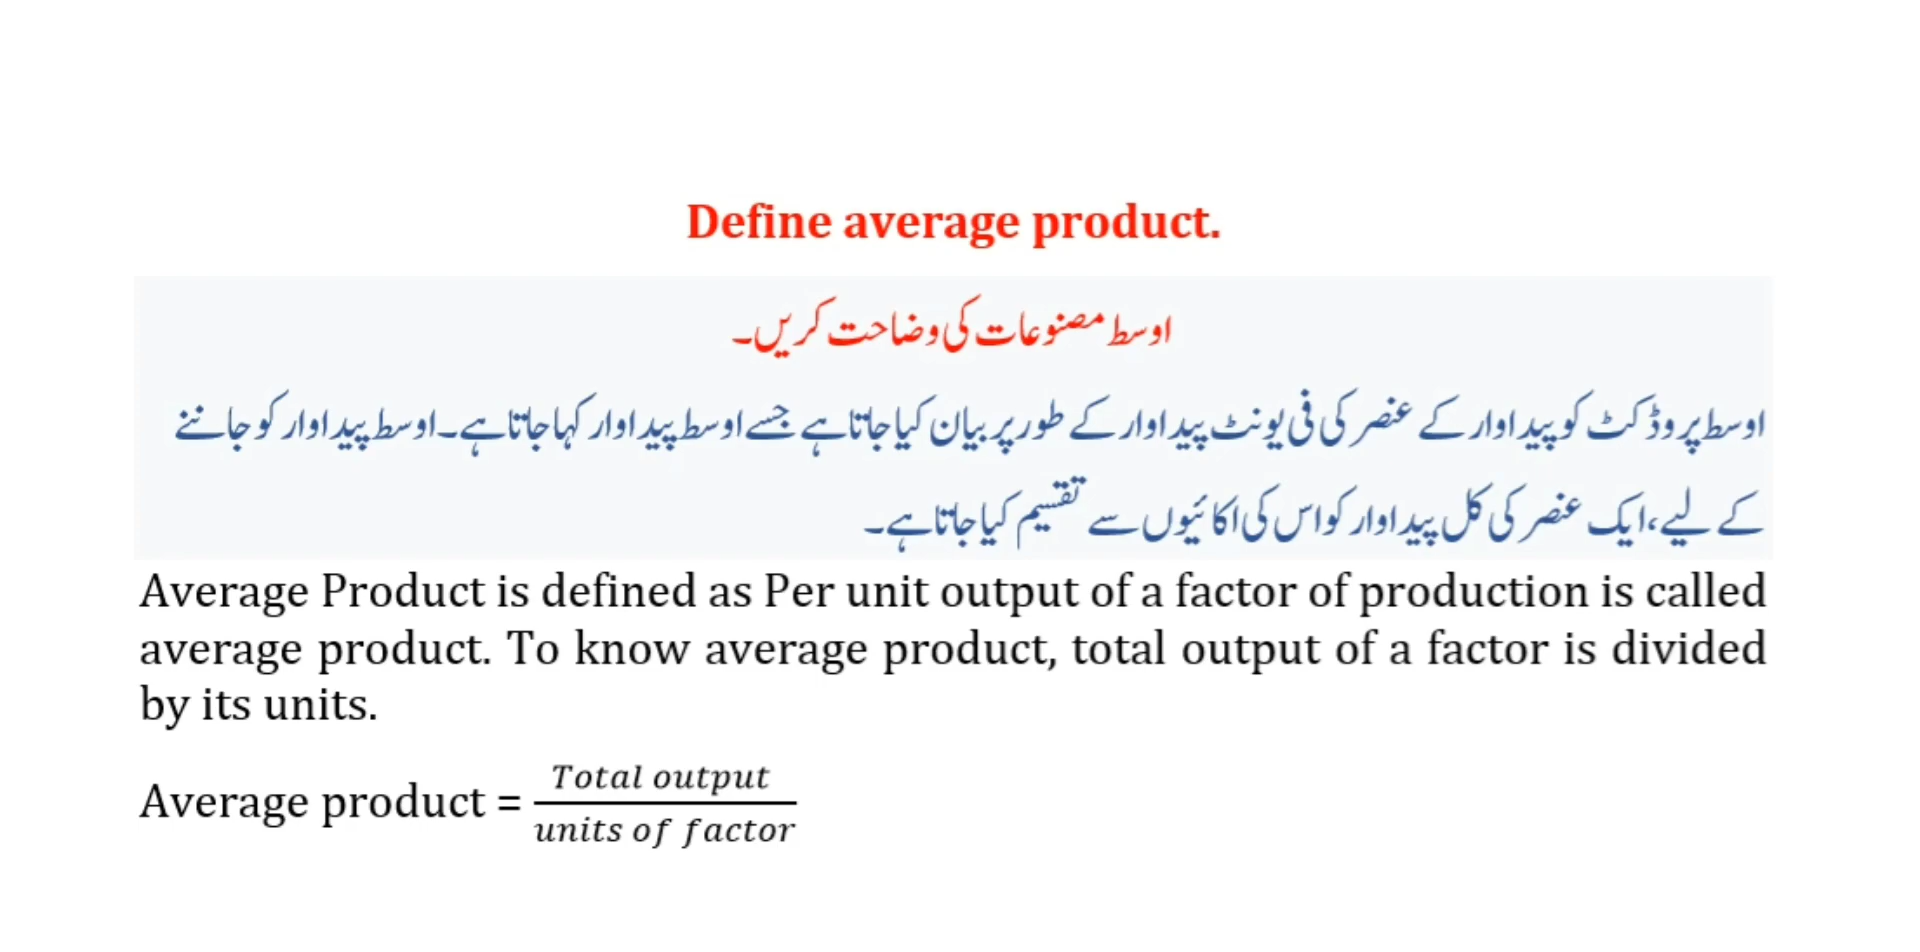 Define average product.
اوسط مصنوعات کی وضاحت کریں۔
اوسط پروڈکٹ کو پیداوار کے عنصر کی فی یونٹ پیداوار کے طور پر بیان کیا جاتا ہے جسے اوسط پیداوار کہا جاتا ہے۔ اوسط پیداوار کو جاننے
کے لیے، ایک عنصر کی کل پیداوار کو اس کی اکائیوں سے تقسیم کیا جاتا ہے۔
Average Product is defined as Per unit output of a factor of production is called
average product. To know average product, total output of a factor is divided
by its units.
Average product = Total output / units of factor